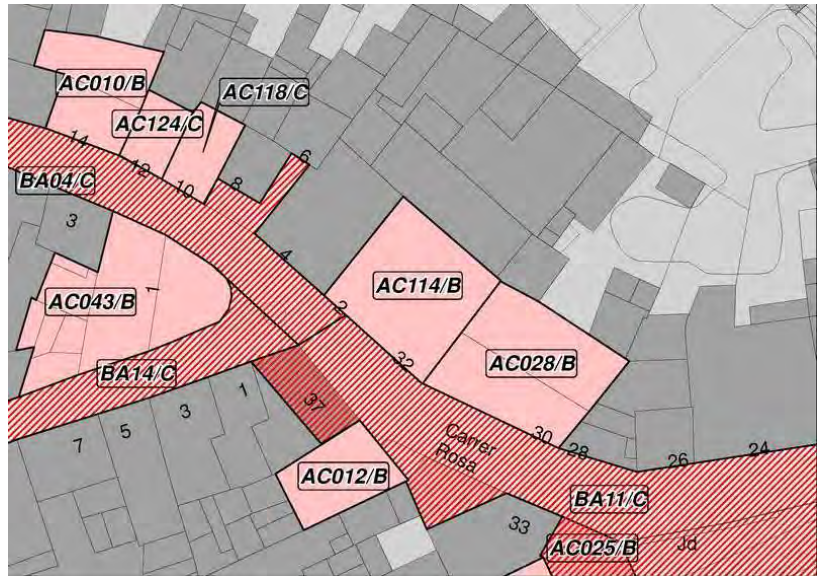 AC010/B
AC118/C
AC124/C
14
12
10
8
6
BA04/C
3
4
AC043/B
1
AC114/B
2
32
AC028/B
BA14/C
1
37
3
5
7
30
28
Carrer
Rosa
26
24
AC012/B
BA11/C
33
AC025/B
Jd